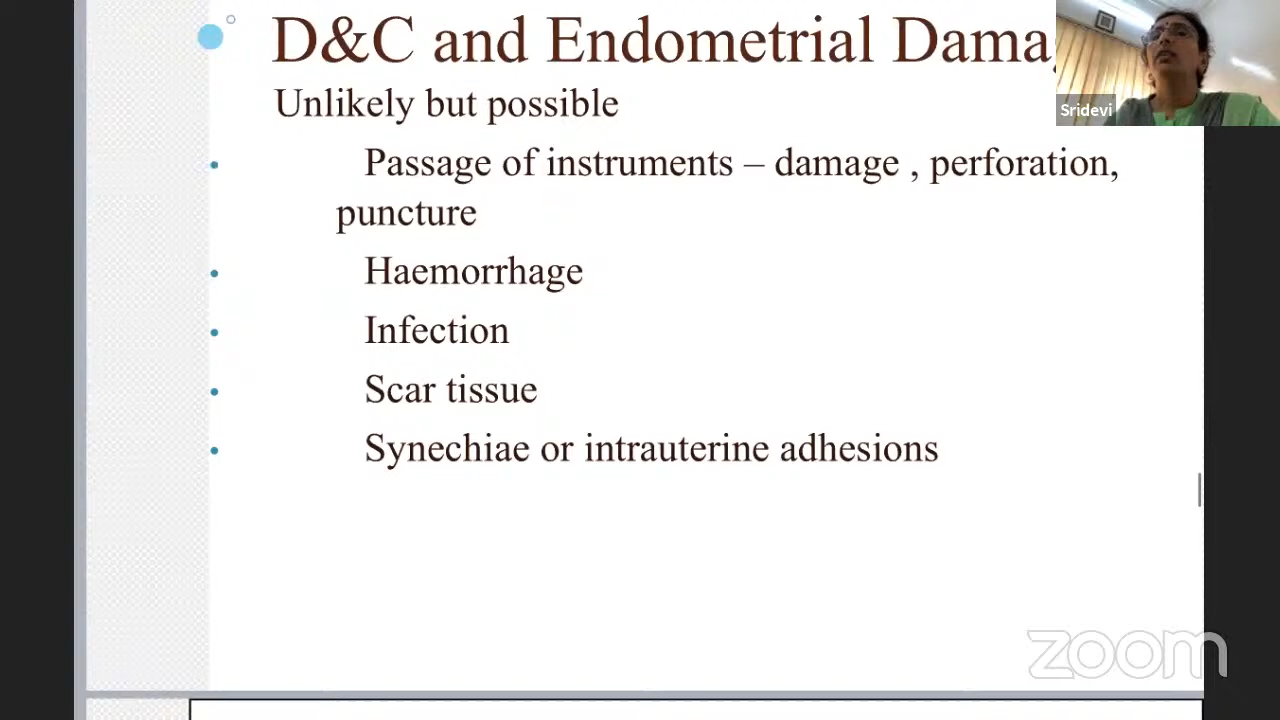 D&C and Endometrial
Unlikely but possible
Passage of instruments – damage , perforation,
puncture
Haemorrhage
Infection
Scar tissue
Synechiae or intrauterine adhesions
Sridevi
zoom